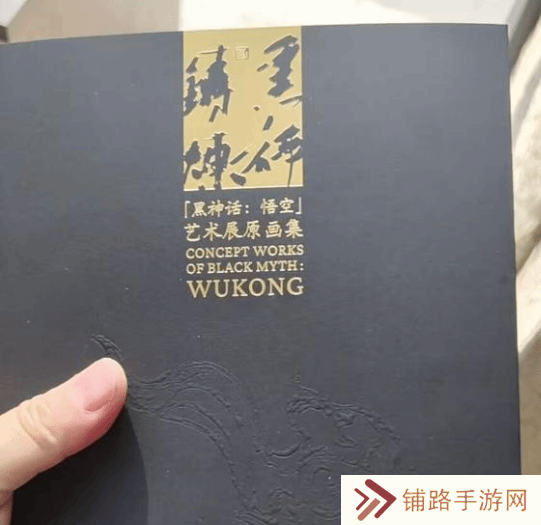 「黑神话：悟空」
艺术展原画集
CONCEPT WORKS
OF BLACK MYTH:
WUKONG
铺路手游网